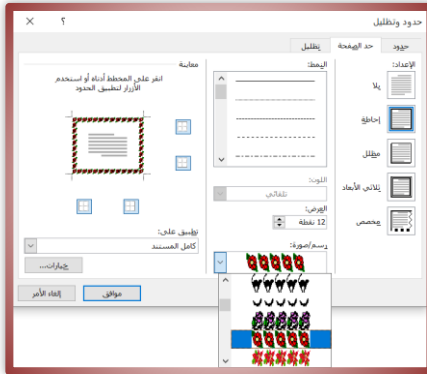 حدود وتظليل
؟
حدود
حد الصفحة
تظليل
الإعداد:
بلا
إحاطة
مظلل
ثلاثي الأبعاد
مخصص
النمط:
اللون:
تلقائي
العرض:
12 نقطة
رسم/صورة:
معاينة
انقر على المخطط أدناه أو استخدم
الأزرار لتطبيق الحدود
تطبيق على:
كامل المستند
خيارات...
موافق
إلغاء الأمر